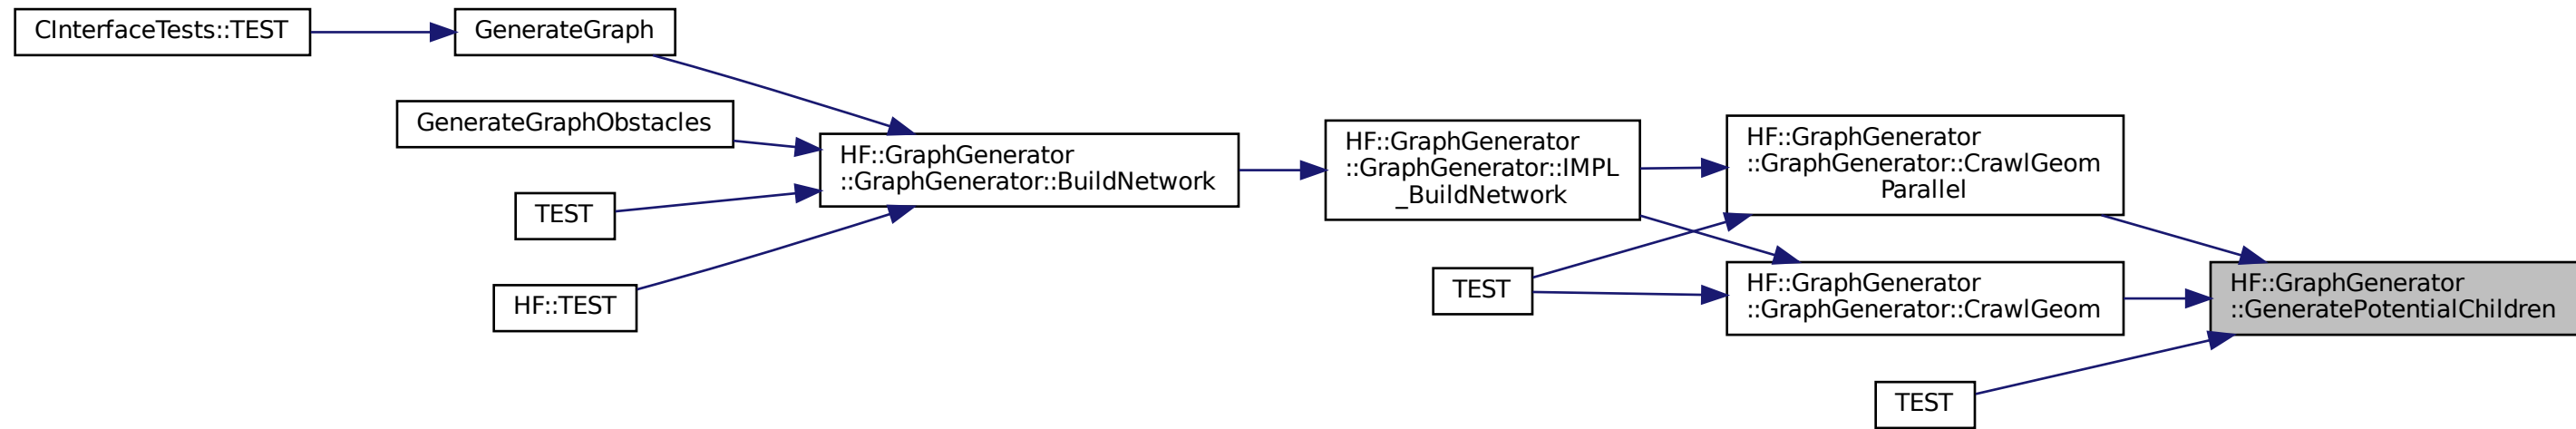 CInterfaceTests::TEST
GenerateGraph
GenerateGraphObstacles
TEST
HF::TEST
HF::GraphGenerator
::GraphGenerator::BuildNetwork
HF::GraphGenerator
::GraphGenerator::IMPL
_BuildNetwork
TEST
HF::GraphGenerator
::GraphGenerator::CrawlGeom
Parallel
HF::GraphGenerator
::GraphGenerator::CrawlGeom
TEST
HF::GraphGenerator
::GeneratePotentialChildren